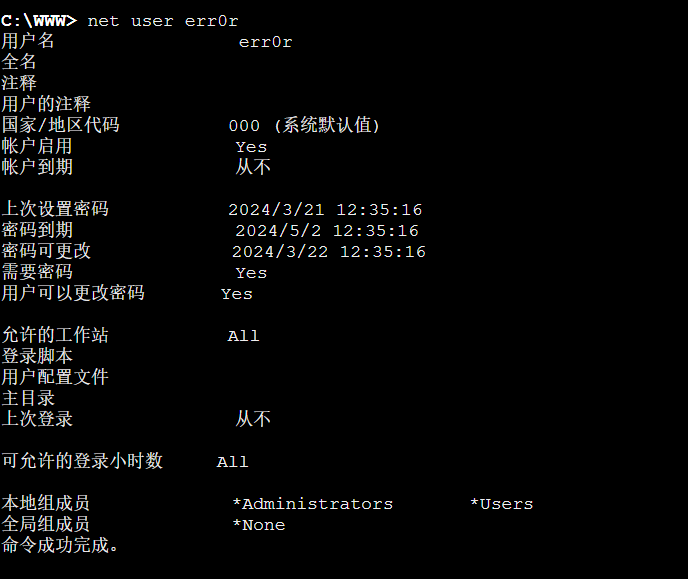 C:\WWW> net user err0r
用户名 err0r
全名
注释
用户的注释
国家/地区代码 000 (系统默认值)
帐户启用 Yes
帐户到期 从不
上次设置密码 2024/3/21 12:35:16
密码到期 2024/5/2 12:35:16
密码可更改 2024/3/22 12:35:16
需要密码 Yes
用户可以更改密码 Yes
允许的工作站 All
登录脚本
用户配置文件
主目录
上次登录 从不
可允许的登录小时数 All
本地组成员 *Administrators *Users
全局组成员 *None
命令成功完成。